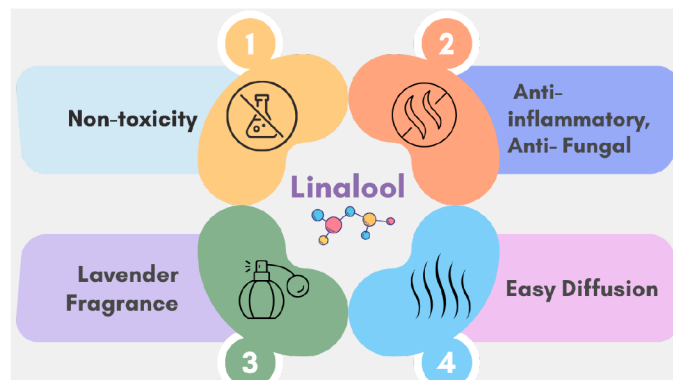 1
2
Non-toxicity
Anti-
inflammatory,
Anti- Fungal
Linalool
Lavender
Fragrance
Easy Diffusion
3
4